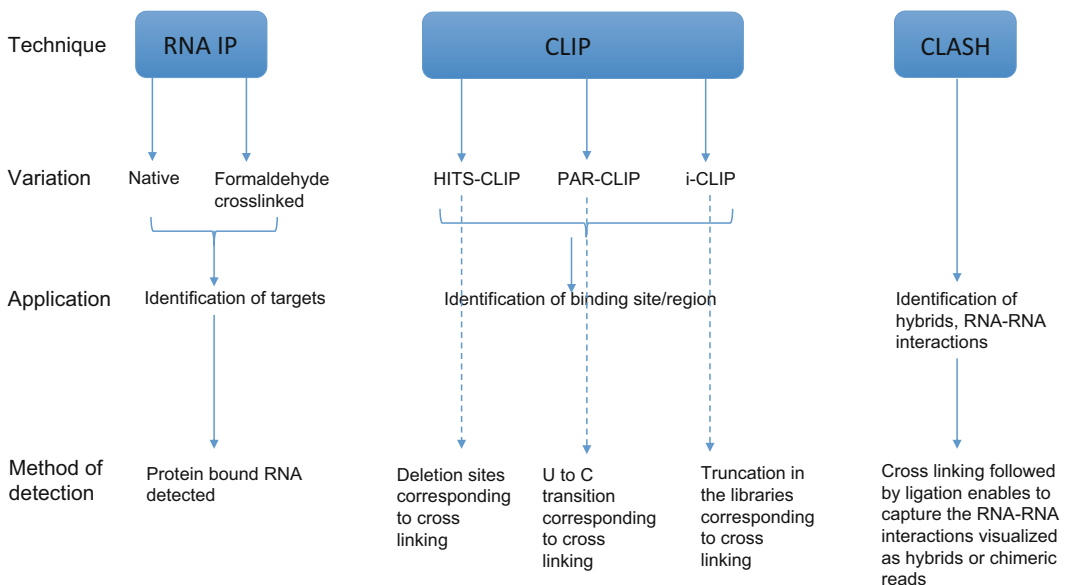 Technique
RNA IP
CLIP
CLASH
Variation
Native
Formaldehyde
crosslinked
HITS-CLIP
PAR-CLIP
i-CLIP
Application
Identification of targets
Identification of binding site/region
Identification of
hybrids, RNA-RNA
interactions
Method of
detection
Protein bound RNA
detected
Deletion sites
corresponding
to cross
linking
U to C
transition
corresponding
to cross
linking
Truncation in
the libraries
corresponding
to cross
linking
Cross linking followed
by ligation enables to
capture the RNA-RNA
interactions visualized
as hybrids or chimeric
reads